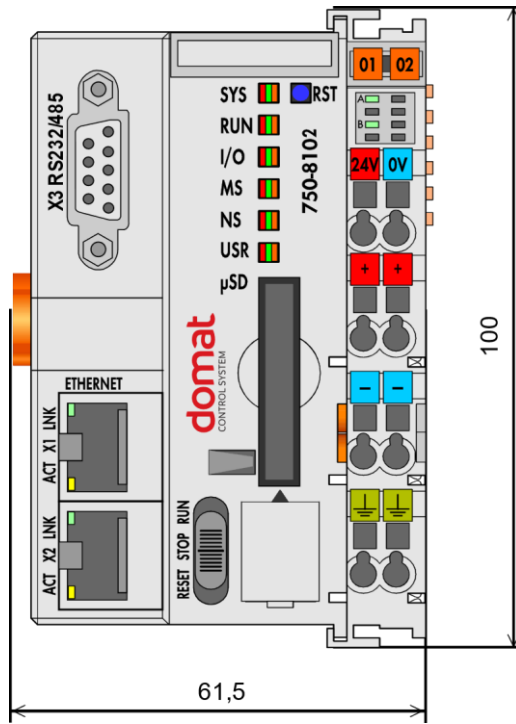 X3 RS232/485
SYS
RST
RUN
I/O
MS
NS
USR
µSD
750-8102
01 02
A
B
24V 0V
+ +
− −
domat
CONTROL SYSTEM
ETHERNET
ACT X1 LNK
ACT X2 LNK
RESET STOP RUN
100
61,5